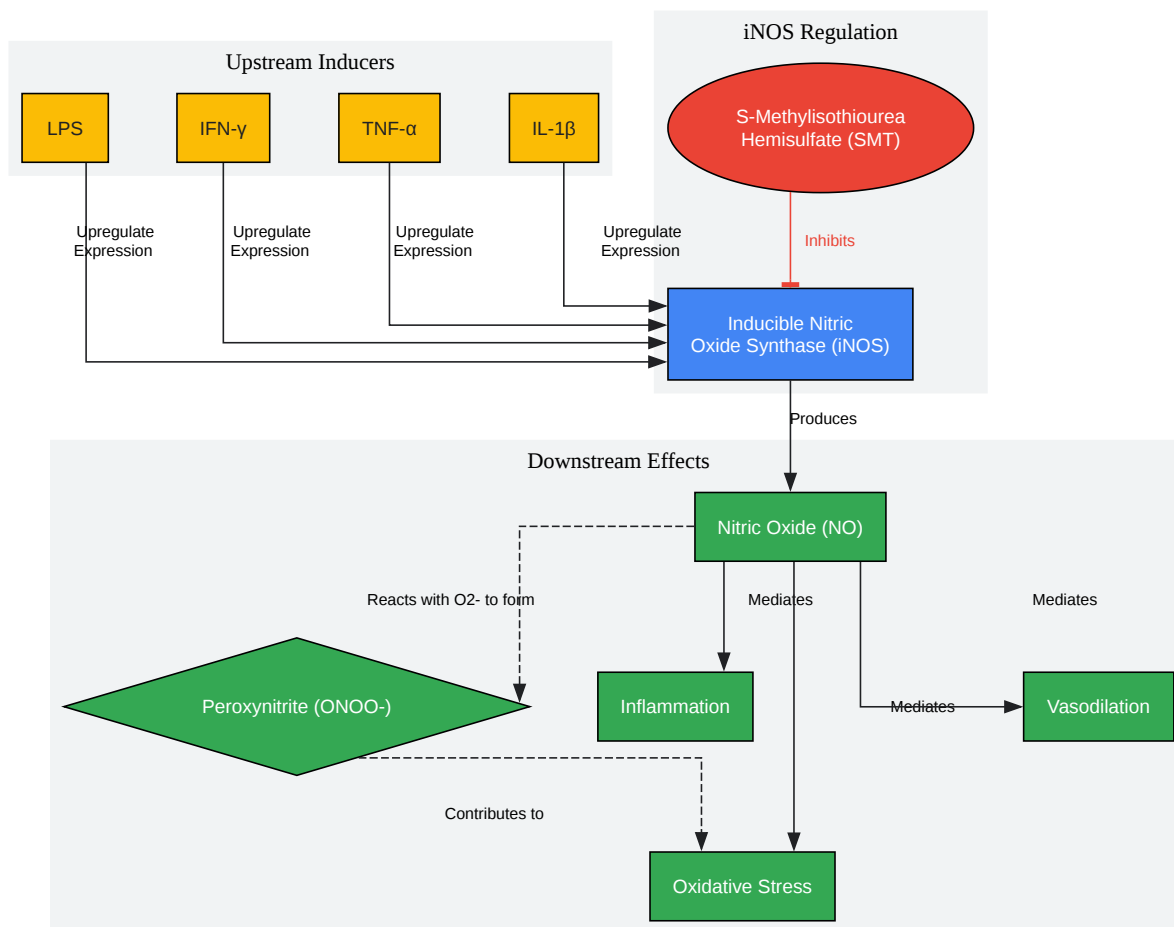 iNOS Regulation
Upstream Inducers
LPS
IFN-γ
TNF-α
IL-1β
S-Methylisothiourea
Hemisulfate (SMT)
Upregulate
Expression
Upregulate
Expression
Upregulate
Expression
Upregulate
Expression
Inhibits
Inducible Nitric
Oxide Synthase (iNOS)
Produces
Downstream Effects
Nitric Oxide (NO)
Reacts with O2- to form
Mediates
Mediates
Peroxynitrite (ONOO-)
Inflammation
Mediates
Vasodilation
Contributes to
Oxidative Stress